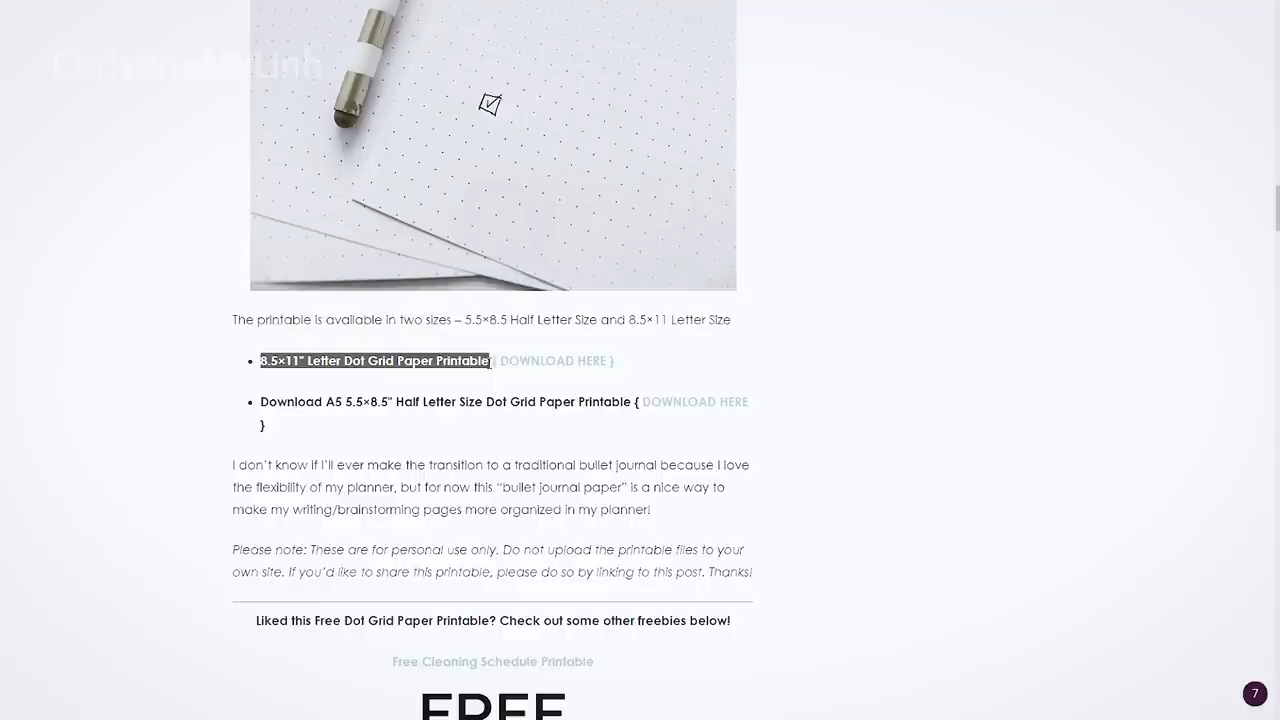 ChrosiineMyLinh
The printable is available in two sizes – 5.5×8.5 Half Letter Size and 8.5×11 Letter Size
• 8.5×11" Letter Dot Grid Paper Printable { DOWNLOAD HERE }
• Download A5 5.5×8.5" Half Letter Size Dot Grid Paper Printable { DOWNLOAD HERE
}
I don't know if I'll ever make the transition to a traditional bullet journal because I love
the flexibility of my planner, but for now this “bullet journal paper” is a nice way to
make my writing/brainstorming pages more organized in my planner!
Please note: These are for personal use only. Do not upload the printable files to your
own site. If you'd like to share this printable, please do so by linking to this post. Thanks!
Liked this Free Dot Grid Paper Printable? Check out some other freebies below!
Free Cleaning Schedule Printable
FREE
7